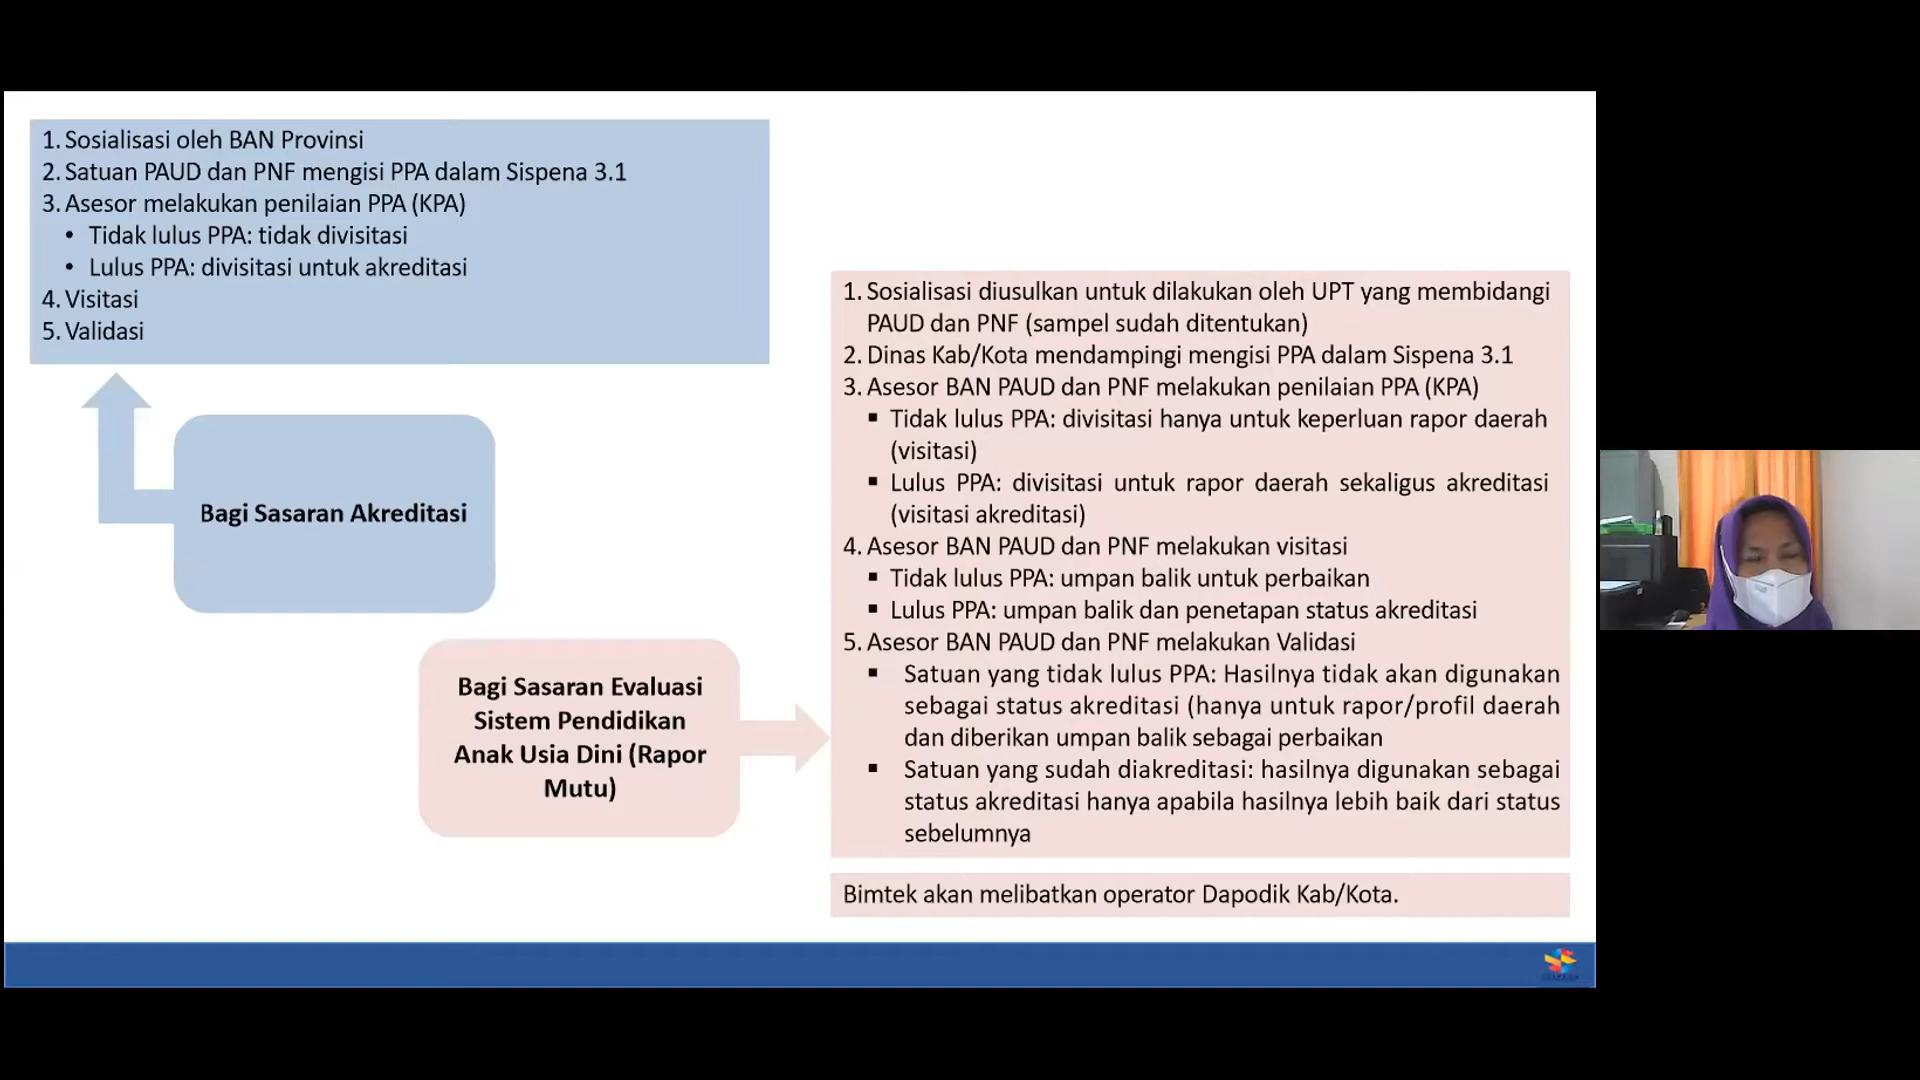 1. Sosialisasi oleh BAN Provinsi
2. Satuan PAUD dan PNF mengisi PPA dalam Sispena 3.1
3. Asesor melakukan penilaian PPA (KPA)
• Tidak lulus PPA: tidak divisitasi
• Lulus PPA: divisitasi untuk akreditasi
4. Visitasi
5. Validasi
Bagi Sasaran Akreditasi
Bagi Sasaran Evaluasi
Sistem Pendidikan
Anak Usia Dini (Rapor
Mutu)
1. Sosialisasi diusulkan untuk dilakukan oleh UPT yang membidangi
PAUD dan PNF (sampel sudah ditentukan)
2. Dinas Kab/Kota mendampingi mengisi PPA dalam Sispena 3.1
3. Asesor BAN PAUD dan PNF melakukan penilaian PPA (KPA)
▪ Tidak lulus PPA: divisitasi hanya untuk keperluan rapor daerah
(visitasi)
▪ Lulus PPA: divisitasi untuk rapor daerah sekaligus akreditasi
(visitasi akreditasi)
4. Asesor BAN PAUD dan PNF melakukan visitasi
▪ Tidak lulus PPA: umpan balik untuk perbaikan
▪ Lulus PPA: umpan balik dan penetapan status akreditasi
5. Asesor BAN PAUD dan PNF melakukan Validasi
▪ Satuan yang tidak lulus PPA: Hasilnya tidak akan digunakan
sebagai status akreditasi (hanya untuk rapor/profil daerah
dan diberikan umpan balik sebagai perbaikan
▪ Satuan yang sudah diakreditasi: hasilnya digunakan sebagai
status akreditasi hanya apabila hasilnya lebih baik dari status
sebelumnya
Bimtek akan melibatkan operator Dapodik Kab/Kota.